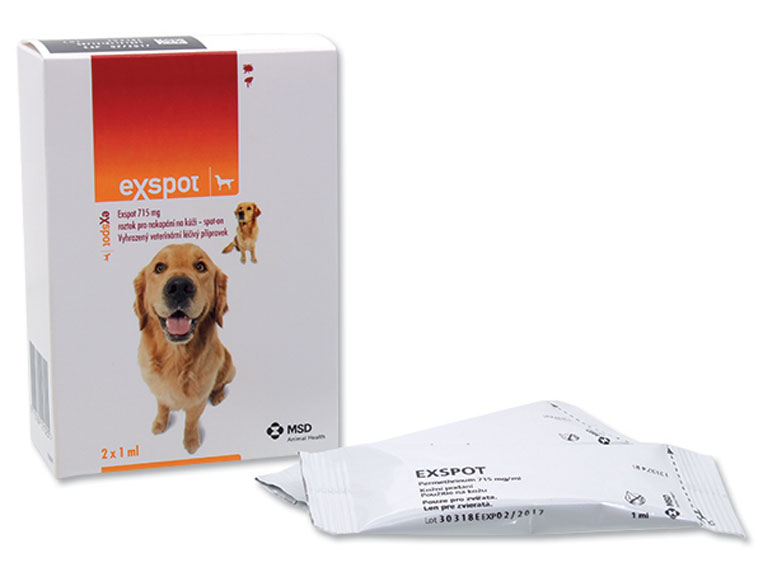 exspot
Exspot 715 mg
roztok pro nakapání na kůži – spot-on
Vyhrazený veterinární léčivý přípravek
exspot
2 x 1 ml
MSD
Animal Health
EXSPOT
Permethrinum 715 mg/ml
Kožní podání
Použitie na kožu
Pouze pro zvířata.
Len pre zvieratá.
Lot 30318E EXP 02/2017
1 ml